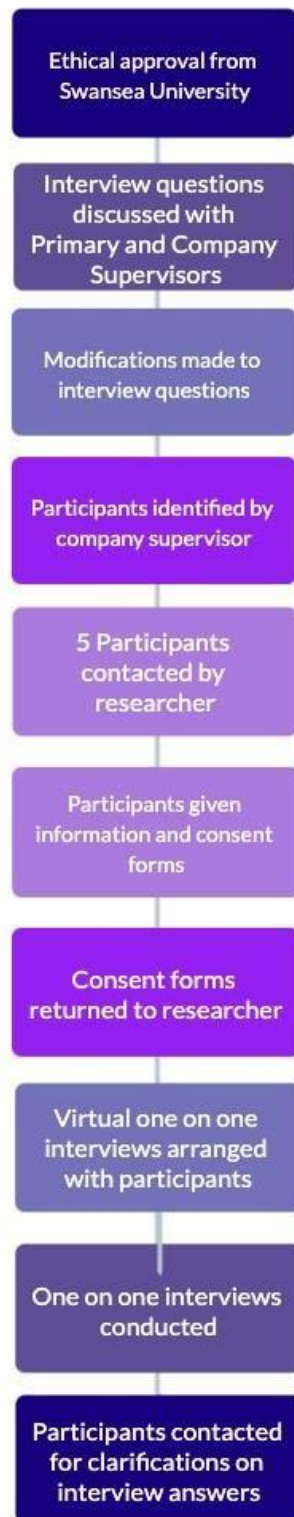 Ethical approval from
Swansea University
Interview questions
discussed with
Primary and Company
Supervisors
Modifications made to
interview questions
Participants identified by
company supervisor
5 Participants
contacted by
researcher
Participants given
information and consent
forms
Consent forms
returned to researcher
Virtual one on one
interviews arranged
with participants
One on one interviews
conducted
Participants contacted
for clarifications on
interview answers